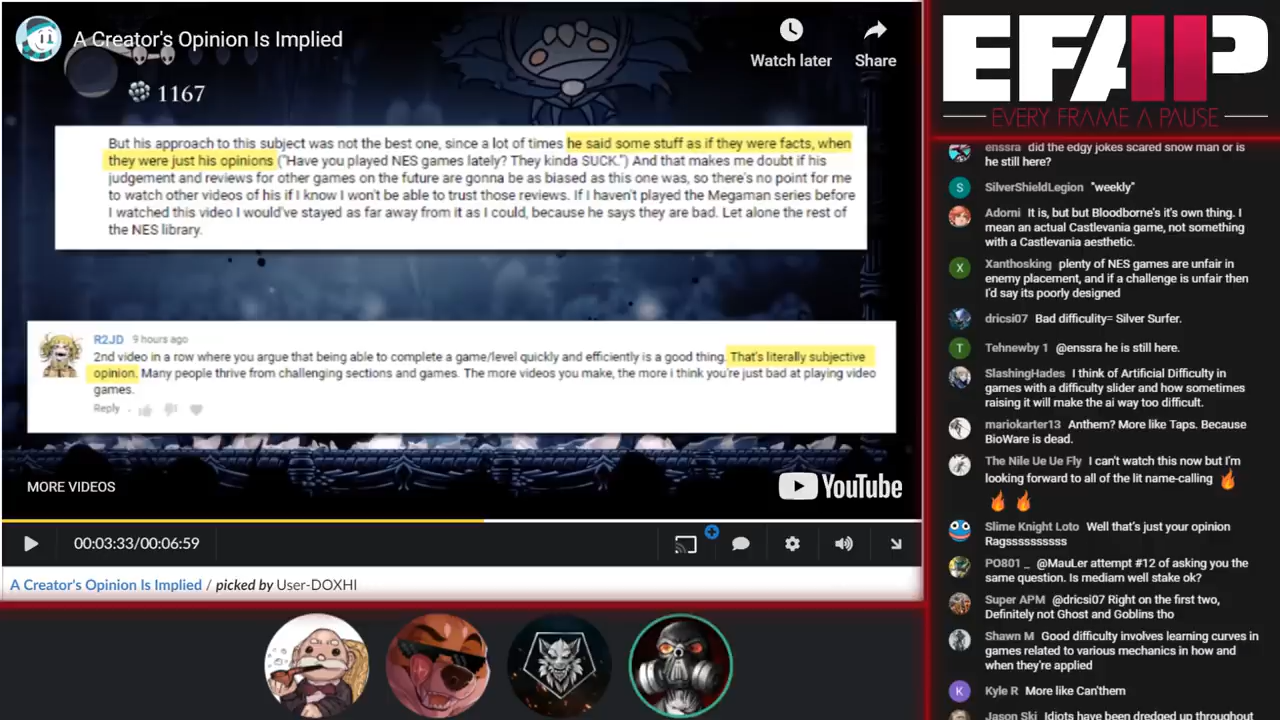 A Creator's Opinion Is Implied
Watch later
Share
1167
But his approach to this subject was not the best one, since a lot of times he said some stuff as if they were facts, when
they were just his opinions ("Have you played NES games lately? They kinda SUCK.") And that makes me doubt if his
judgement and reviews for other games on the future are gonna be as biased as this one was, so there's no point for me
to watch other videos of his if I know I won't be able to trust those reviews. If I haven't played the Megaman series before
I watched this video I would've stayed as far away from it as I could, because he says they are bad. Let alone the rest of
the NES library.
R2JD 9 hours ago
2nd video in a row where you argue that being able to complete a game/level quickly and efficiently is a good thing. That's literally subjective
opinion. Many people thrive from challenging sections and games. The more videos you make, the more i think you're just bad at playing video
games.
Reply
MORE VIDEOS
YouTube
00:03:33/00:06:59
A Creator's Opinion Is Implied / picked by User-DOXHI
EFAP
EVERY FRAME A PAUSE
enssra did the edgy jokes scared snow man or is
he still here?
SilverShieldLegion "weekly"
Adomi It is, but but Bloodborne's it's own thing. I
mean an actual Castlevania game, not something
with a Castlevania aesthetic.
X
Xanthosking plenty of NES games are unfair in
enemy placement, and if a challenge is unfair then
I'd say its poorly designed
dricsi07 Bad difficulty= Silver Surfer.
T
Tehnewby 1 @enssra he is still here.
SlashingHades I think of Artificial Difficulty in
games with a difficulty slider and how sometimes
raising it will make the ai way too difficult.
mariokarter13 Anthem? More like Taps. Because
BioWare is dead.
The Nile Ue Ue Fly I can't watch this now but I'm
looking forward to all of the lit name-calling
Slime Knight Loto Well that's just your opinion
Ragsssssssss
PO801 _ @MauLer attempt #12 of asking you the
same question. Is mediam well stake ok?
Super APM @dricsi07 Right on the first two,
Definitely not Ghost and Goblins tho
Shawn M Good difficulty involves learning curves in
games related to various mechanics in how and
when they're applied
K
Kyle R More like Can'them
Jason Ski Idiots have been dredged up throughout